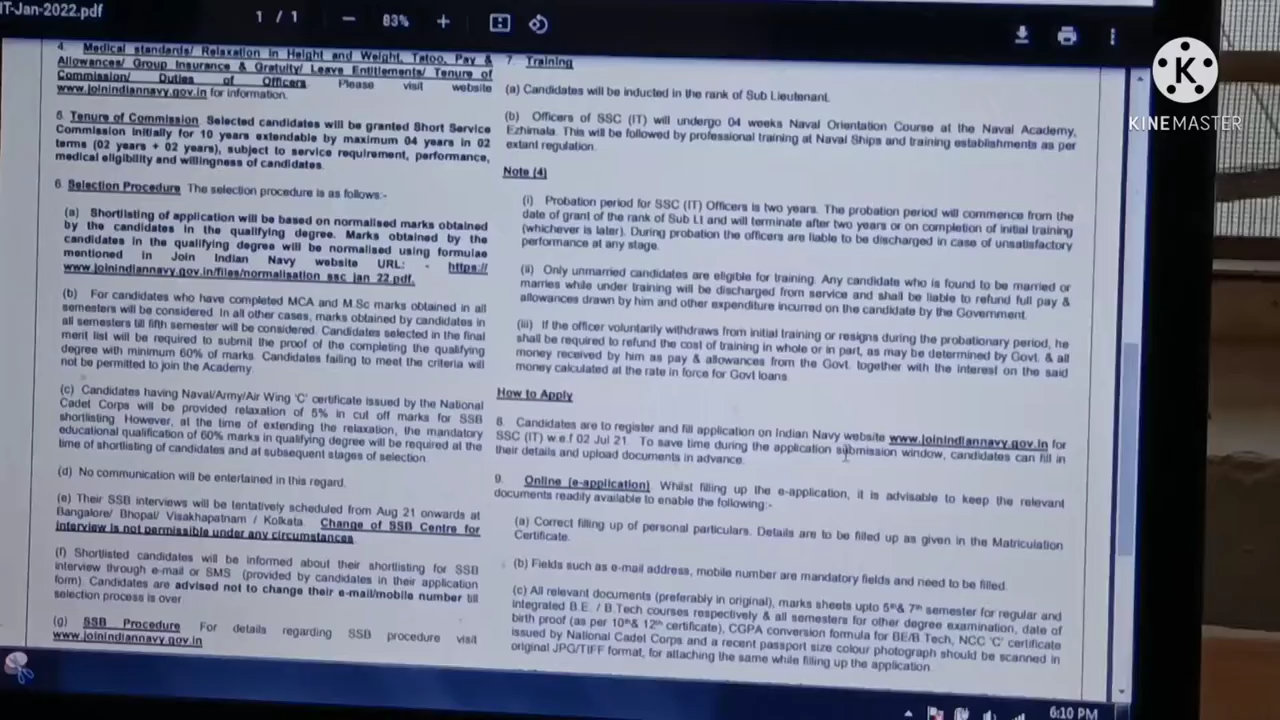 IT-Jan-2022.pdf
1 / 1
83%
4. Medical standards/ Relaxation in Height and Weight, Tatoo, Pay &
Allowances/ Group Insurance & Gratuity/ Leave Entitlements/ Tenure of
Commission/ Duties of Officers Please visit website
www.joinindiannavy.gov.in for information.
5. Tenure of Commission Selected candidates will be granted Short Service
Commission initially for 10 years extendable by maximum 04 years in 02
terms (02 years + 02 years), subject to service requirement, performance,
medical eligibility and willingness of candidates.
6. Selection Procedure The selection procedure is as follows:-
(a) Shortlisting of application will be based on normalised marks obtained
by the candidates in the qualifying degree. Marks obtained by the
candidates in the qualifying degree will be normalised using formulae
mentioned in Join Indian Navy website URL: - https://
www.joinindiannavy.gov.in/files/normalisation_ssc_jan_22.pdf.
(b) For candidates who have completed MCA and M.Sc marks obtained in all
semesters will be considered. In all other cases, marks obtained by candidates in
all semesters till fifth semester will be considered. Candidates selected in the final
merit list will be required to submit the proof of the completing the qualifying
degree with minimum 60% of marks. Candidates failing to meet the criteria will
not be permitted to join the Academy.
(c) Candidates having Naval/Army/Air Wing 'C' certificate issued by the National
Cadet Corps will be provided relaxation of 5% in cut off marks for SSB
shortlisting. However, at the time of extending the relaxation, the mandatory
educational qualification of 60% marks in qualifying degree will be required at the
time of shortlisting of candidates and at subsequent stages of selection.
(d) No communication will be entertained in this regard.
(e) Their SSB interviews will be tentatively scheduled from Aug 21 onwards at
Bangalore/ Bhopal/ Visakhapatnam / Kolkata. Change of SSB Centre for
interview is not permissible under any circumstances
(f) Shortlisted candidates will be informed about their shortlisting for SSB
interview through e-mail or SMS (provided by candidates in their application
form). Candidates are advised not to change their e-mail/mobile number till
selection process is over.
(g) SSB Procedure For details regarding SSB procedure visit
www.joinindiannavy.gov.in
7. Training
(a) Candidates will be inducted in the rank of Sub Lieutenant.
(b) Officers of SSC (IT) will undergo 04 weeks Naval Orientation Course at the Naval Academy,
Ezhimala. This will be followed by professional training at Naval Ships and training establishments as per
extant regulation.
Note (4)
(i) Probation period for SSC (IT) Officers is two years. The probation period will commence from the
date of grant of the rank of Sub Lt and will terminate after two years or on completion of initial training
(whichever is later). During probation the officers are liable to be discharged in case of unsatisfactory
performance at any stage.
(ii) Only unmarried candidates are eligible for training. Any candidate who is found to be married or
marries while under training will be discharged from service and shall be liable to refund full pay &
allowances drawn by him and other expenditure incurred on the candidate by the Government.
(iii) If the officer voluntarily withdraws from initial training or resigns during the probationary period, he
shall be required to refund the cost of training in whole or in part, as may be determined by Govt. & all
money received by him as pay & allowances from the Govt. together with the interest on the said
money calculated at the rate in force for Govt loans.
How to Apply
8. Candidates are to register and fill application on Indian Navy website www.joinindiannavy.gov.in for
SSC (IT) w.e.f 02 Jul 21. To save time during the application submission window, candidates can fill in
their details and upload documents in advance.
9. Online (e-application) Whilst filling up the e-application, it is advisable to keep the relevant
documents readily available to enable the following:-
(a) Correct filling up of personal particulars. Details are to be filled up as given in the Matriculation
Certificate.
(b) Fields such as e-mail address, mobile number are mandatory fields and need to be filled.
(c) All relevant documents (preferably in original), marks sheets upto 5th & 7th semester for regular and
integrated B.E. / B.Tech courses respectively & all semesters for other degree examination, date of
birth proof (as per 10th & 12th certificate), CGPA conversion formula for BE/B Tech, NCC 'C' certificate
issued by National Cadet Corps and a recent passport size colour photograph should be scanned in
original JPG/TIFF format, for attaching the same while filling up the application.
K
KINEMASTER
6:10 PM